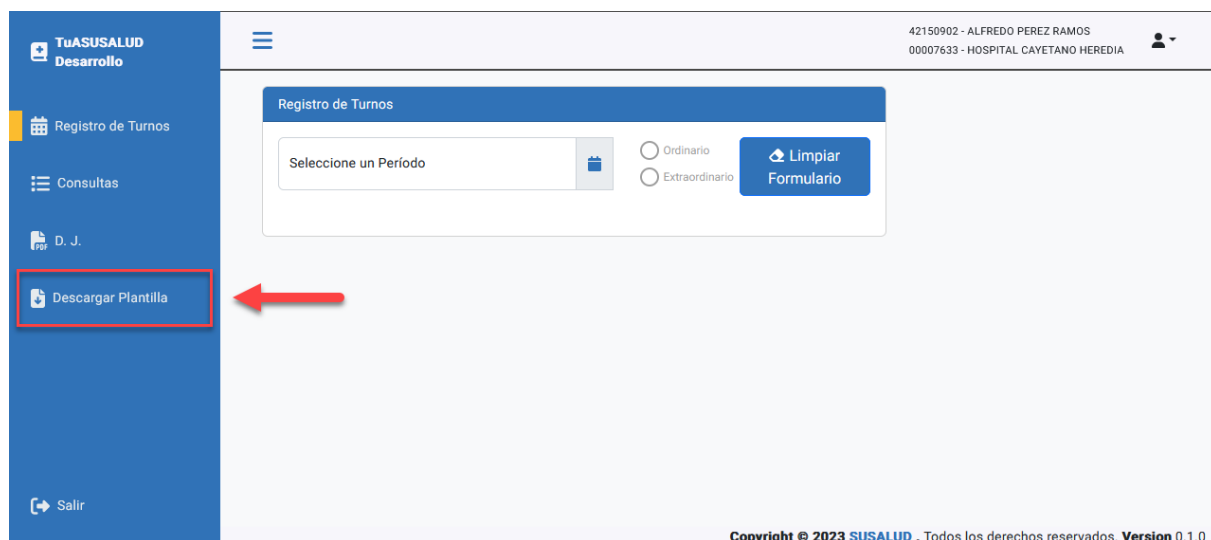 TuASUSALUD
Desarrollo
42150902 - ALFREDO PEREZ RAMOS
00007633 - HOSPITAL CAYETANO HEREDIA
Registro de Turnos
Consultas
PDF D. J.
Descargar Plantilla
Salir
Registro de Turnos
Seleccione un Período
Ordinario
Extraordinario
Limpiar
Formulario
Copyright © 2023 SUSALUD . Todos los derechos reservados. Version 0.1.0